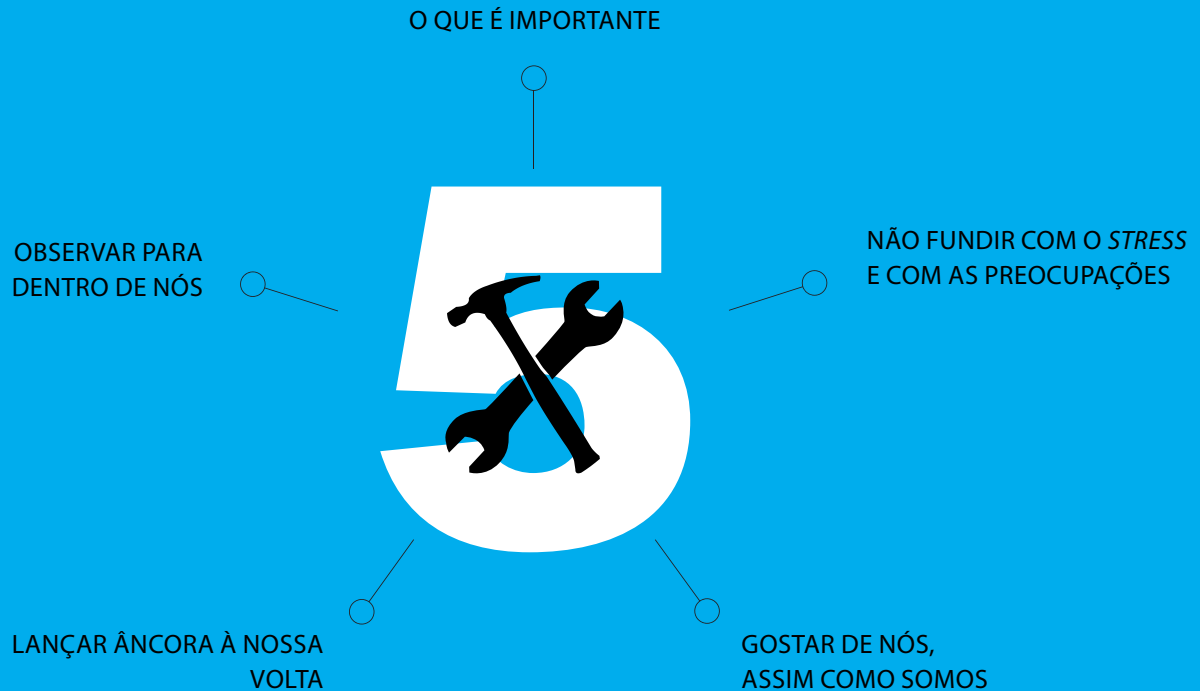 O QUE É IMPORTANTE
OBSERVAR PARA
DENTRO DE NÓS
NÃO FUNDIR COM O STRESS
E COM AS PREOCUPAÇÕES
5
LANÇAR ÂNCORA À NOSSA
VOLTA
GOSTAR DE NÓS,
ASSIM COMO SOMOS